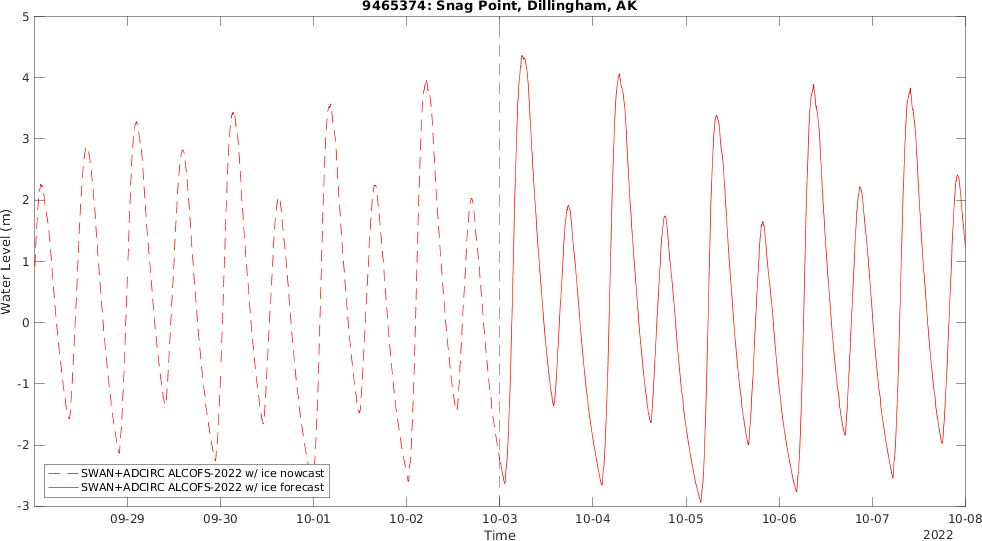 9465374: Snag Point, Dillingham, AK
5
4
3
2
1
0
-1
-2
-3
Water Level (m)
SWAN+ADCIRC ALCOFS-2022 w/ ice nowcast
SWAN+ADCIRC ALCOFS-2022 w/ ice forecast
09-29 09-30 10-01 10-02 10-03 10-04 10-05 10-06 10-07 10-08
Time
2022